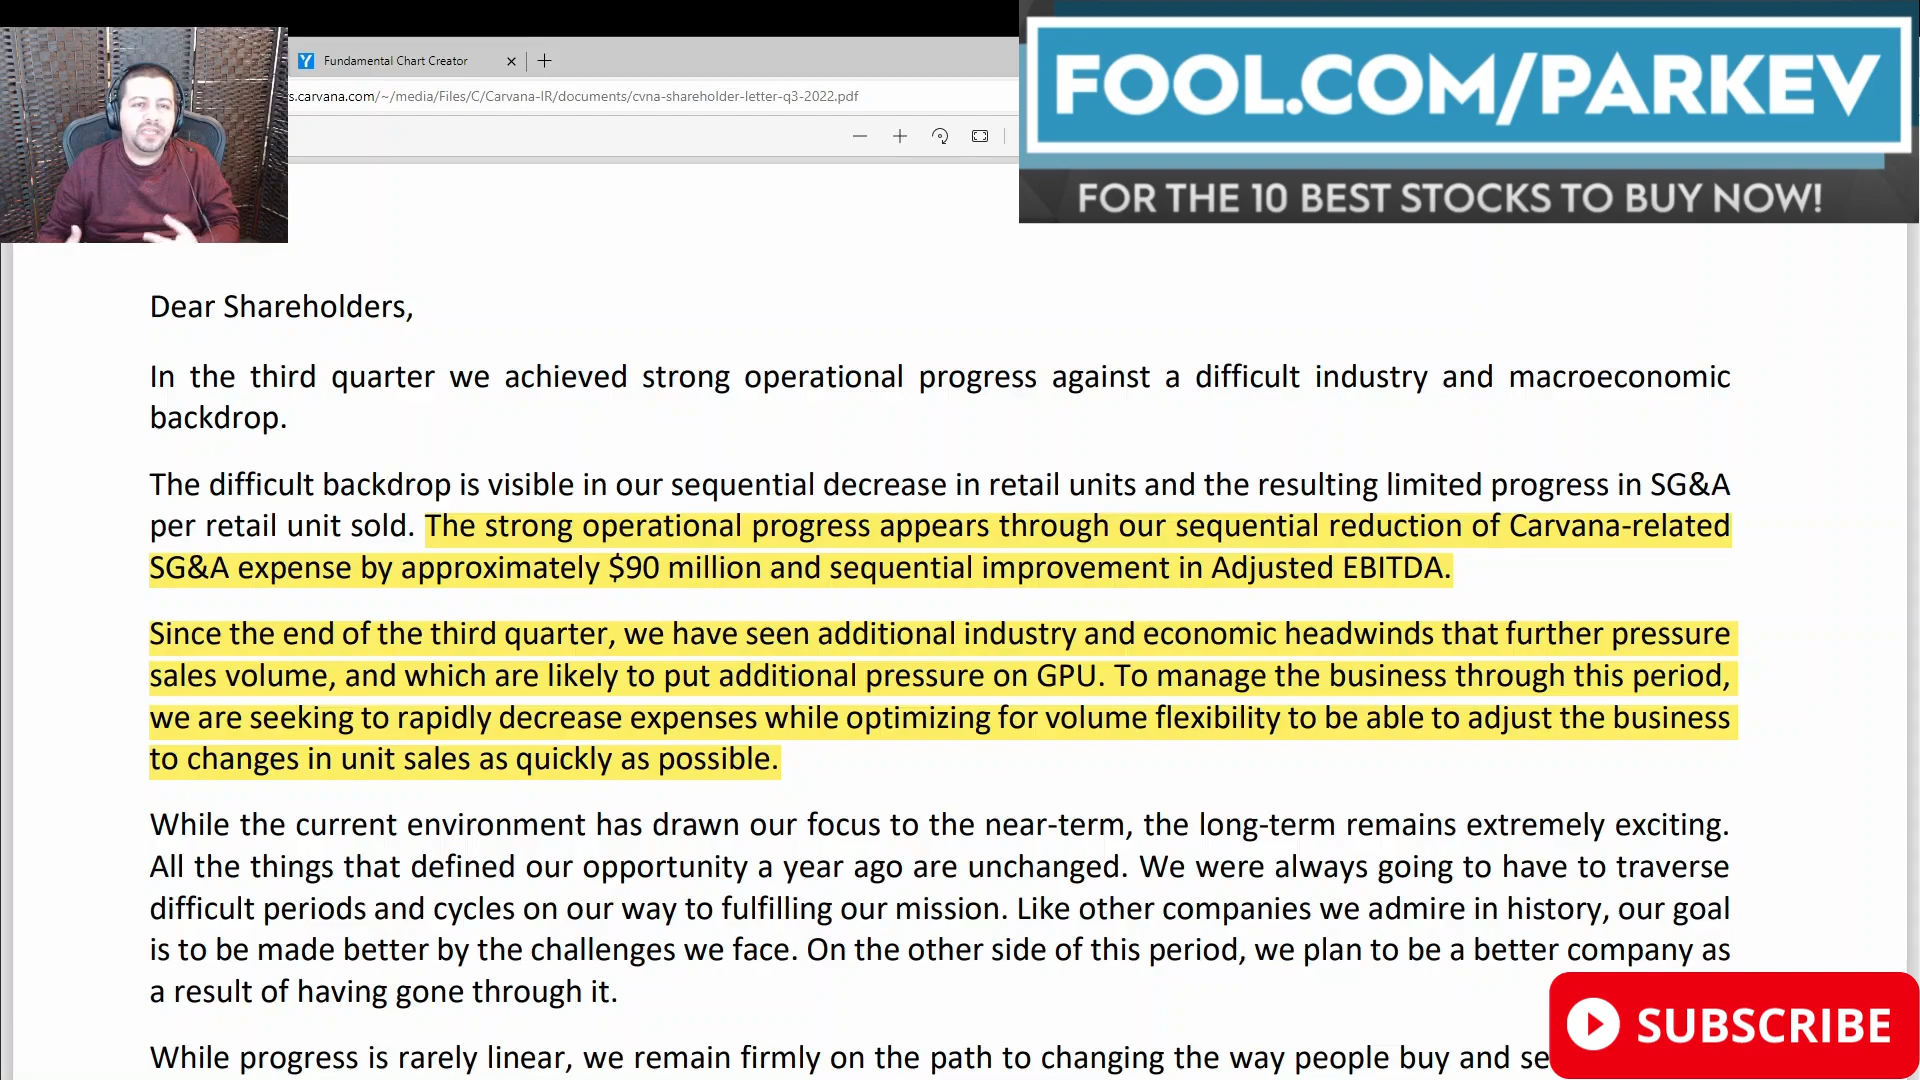 Fundamental Chart Creator
FOOL.COM/PARKEV
s.carvana.com/~/media/Files/C/Carvana-IR/documents/cvna-shareholder-letter-q3-2022.pdf
FOR THE 10 BEST STOCKS TO BUY NOW!
Dear Shareholders,
In the third quarter we achieved strong operational progress against a difficult industry and macroeconomic
backdrop.
The difficult backdrop is visible in our sequential decrease in retail units and the resulting limited progress in SG&A
per retail unit sold. The strong operational progress appears through our sequential reduction of Carvana-related
SG&A expense by approximately $90 million and sequential improvement in Adjusted EBITDA.
Since the end of the third quarter, we have seen additional industry and economic headwinds that further pressure
sales volume, and which are likely to put additional pressure on GPU. To manage the business through this period,
we are seeking to rapidly decrease expenses while optimizing for volume flexibility to be able to adjust the business
to changes in unit sales as quickly as possible.
While the current environment has drawn our focus to the near-term, the long-term remains extremely exciting.
All the things that defined our opportunity a year ago are unchanged. We were always going to have to traverse
difficult periods and cycles on our way to fulfilling our mission. Like other companies we admire in history, our goal
is to be made better by the challenges we face. On the other side of this period, we plan to be a better company as
a result of having gone through it.
While progress is rarely linear, we remain firmly on the path to changing the way people buy and se
SUBSCRIBE